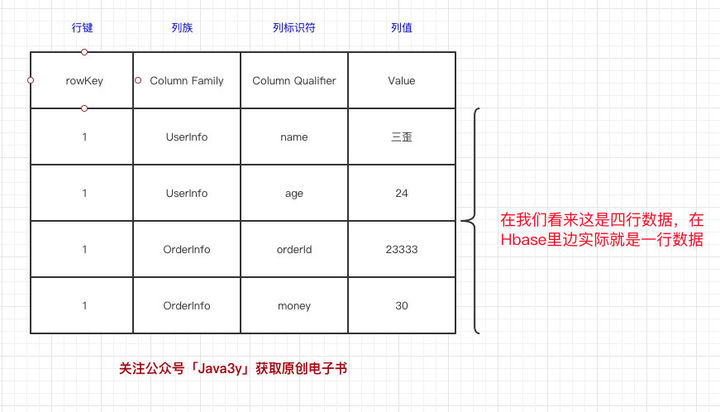 行键 列族 列标识符 列值
rowKey Column Family Column Qualifier Value
1 UserInfo name 三歪
1 UserInfo age 24
1 OrderInfo orderId 23333
1 OrderInfo money 30
在我们看来这是四行数据，在
Hbase里边实际就是一行数据
关注公众号「Java3y」获取原创电子书